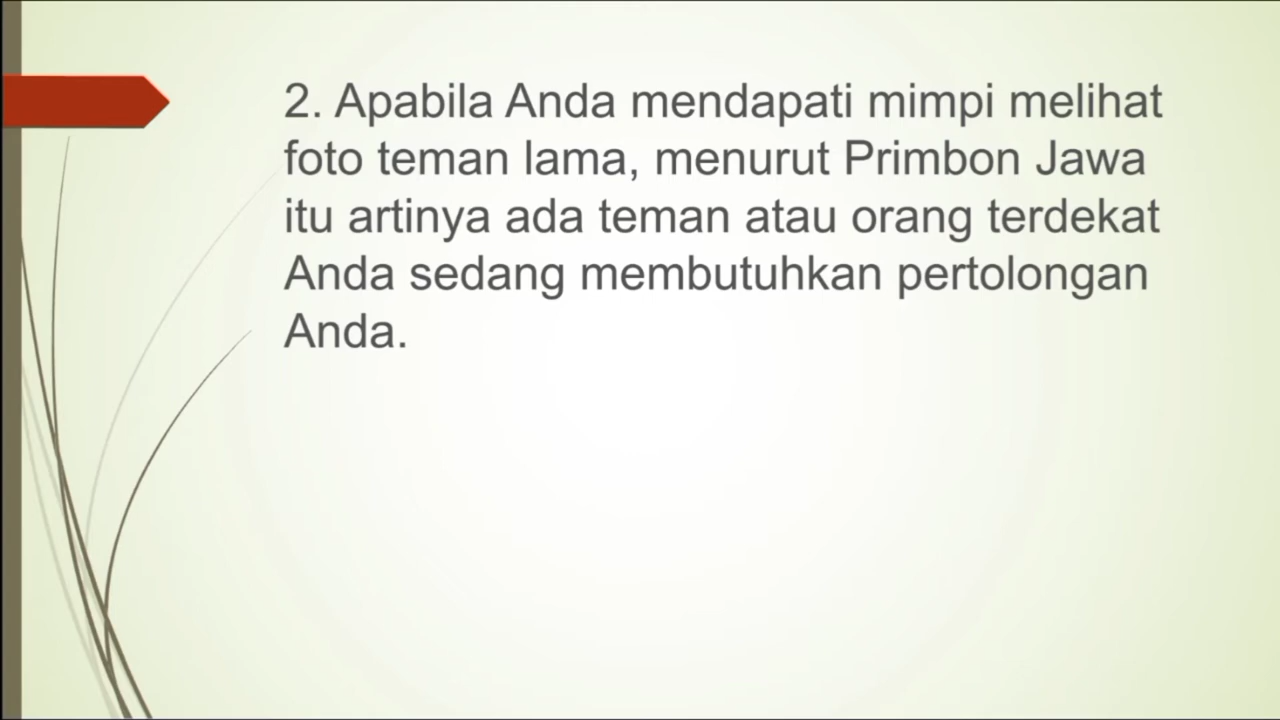 2. Apabila Anda mendapati mimpi melihat
foto teman lama, menurut Primbon Jawa
itu artinya ada teman atau orang terdekat
Anda sedang membutuhkan pertolongan
Anda.